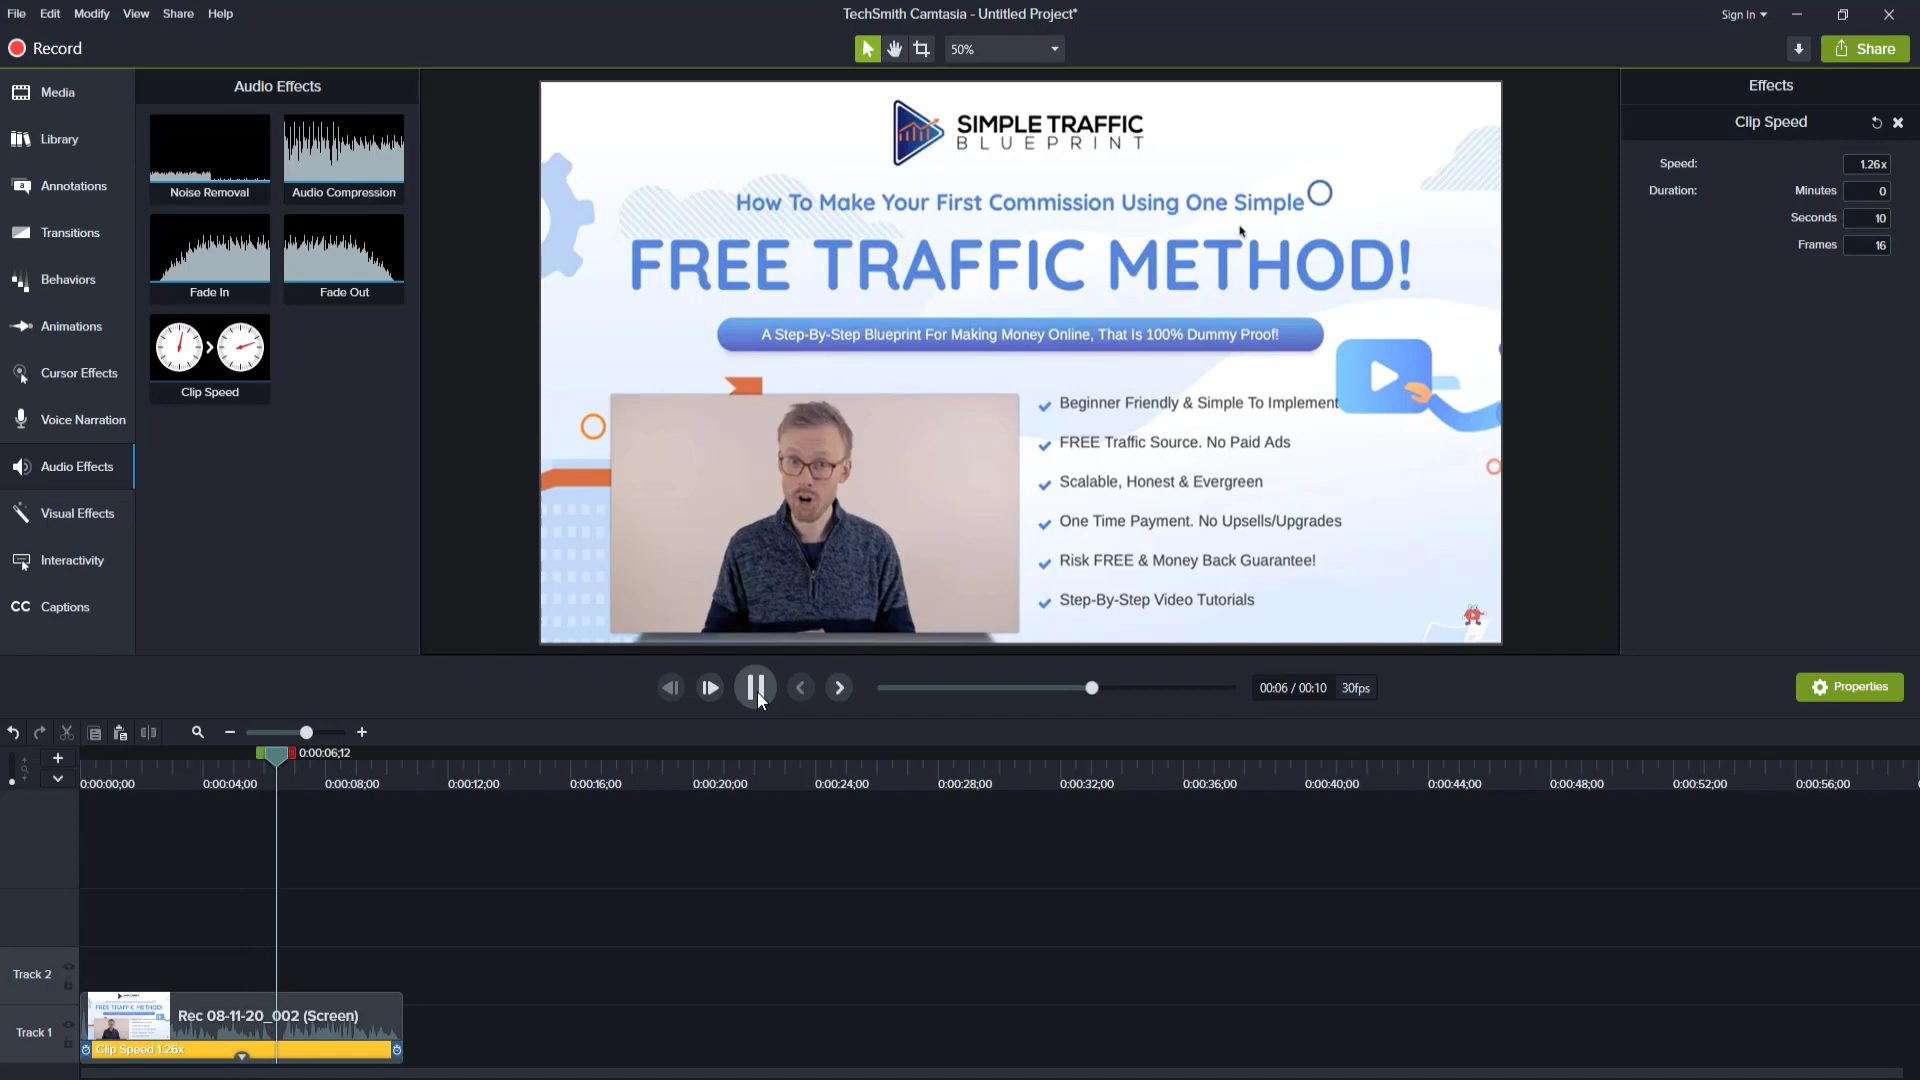 File Edit Modify View Share Help
TechSmith Camtasia - Untitled Project*
Sign In
Record
50%
Share
Media
Library
Annotations
Transitions
Behaviors
Animations
Cursor Effects
Voice Narration
Audio Effects
Visual Effects
Interactivity
CC Captions
Audio Effects
Noise Removal
Audio Compression
Fade In
Fade Out
Clip Speed
SIMPLE TRAFFIC
BLUEPRINT
How To Make Your First Commission Using One Simple
FREE TRAFFIC METHOD!
A Step-By-Step Blueprint For Making Money Online, That Is 100% Dummy Proof!
Beginner Friendly & Simple To Implement
FREE Traffic Source. No Paid Ads
Scalable, Honest & Evergreen
One Time Payment. No Upsells/Upgrades
Risk FREE & Money Back Guarantee!
Step-By-Step Video Tutorials
Effects
Clip Speed
Speed: 1.26x
Duration: Minutes 0
Seconds 10
Frames 16
00:06 / 00:10 30fps
Properties
0:00:06;12
0:00:00;00 0:00:04;00 0:00:08;00 0:00:12;00 0:00:16;00 0:00:20;00 0:00:24;00 0:00:28;00 0:00:32;00 0:00:36;00 0:00:40;00 0:00:44;00 0:00:48;00 0:00:52;00 0:00:56;00
Track 2
Track 1
FREE TRAFFIC METHOD!
Rec 08-11-20_002 (Screen)
Clip Speed 1.26x